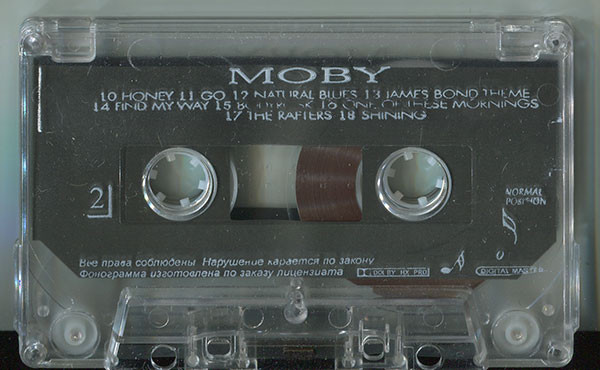 MOBY
10 HONEY 11 GO 12 NATURAL BLUES 13 JAMES BOND THEME
14 FIND MY WAY 15 BODYROCK 16 ONE OF THESE MORNINGS
17 THE RAFTERS 18 SHINING
2
NORMAL
POSITION
Все права соблюдены Нарушение карается по закону
Фонограмма изготовлена по заказу лицензиата
DOLBY HX PRO
DIGITAL MASTER